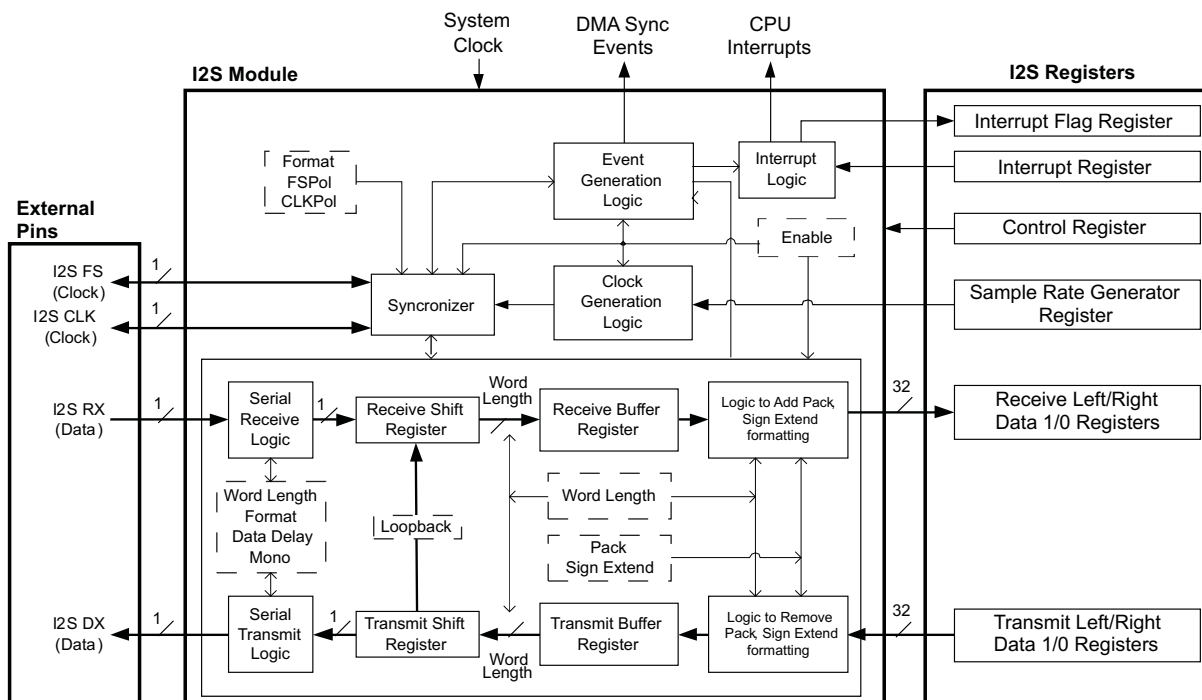 System
Clock
DMA Sync
Events
CPU
Interrupts
I2S Module
I2S Registers
Interrupt Flag Register
Interrupt Register
Control Register
Sample Rate Generator
Register
Receive Left/Right
Data 1/0 Registers
Transmit Left/Right
Data 1/0 Registers
External
Pins
I2S FS
(Clock)
I2S CLK
(Clock)
I2S RX
(Data)
I2S DX
(Data)
1
1
1
1
Format
FSPol
CLKPol
Event
Generation
Logic
Interrupt
Logic
Enable
Syncronizer
Clock
Generation
Logic
Serial
Receive
Logic
1
Receive Shift
Register
Word
Length
Receive Buffer
Register
Logic to Add Pack,
Sign Extend
formatting
32
Word Length
Format
Data Delay
Mono
Loopback
Word Length
Pack
Sign Extend
Serial
Transmit
Logic
1
Transmit Shift
Register
Word
Length
Transmit Buffer
Register
Logic to Remove
Pack, Sign Extend
formatting
32